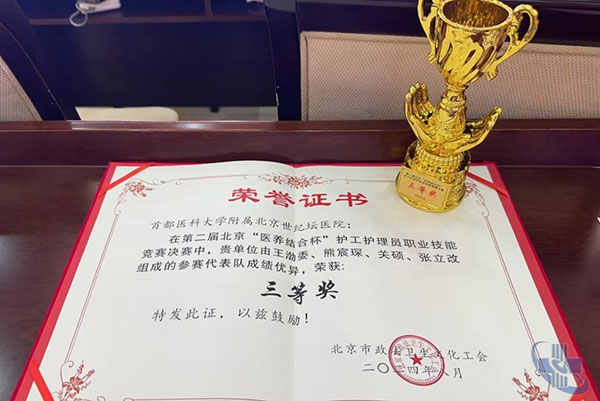 荣誉证书
首都医科大学附属北京世纪坛医院：
在第二届北京“医养结合杯”护工护理员职业技能
竞赛决赛中，贵单位由王渤委、熊宸琛、关硕、张立改
组成的参赛代表队成绩优异，荣获：
三等奖
特发此证，以兹鼓励！
北京市政法卫生文化工会
二〇二四年 月
三等奖